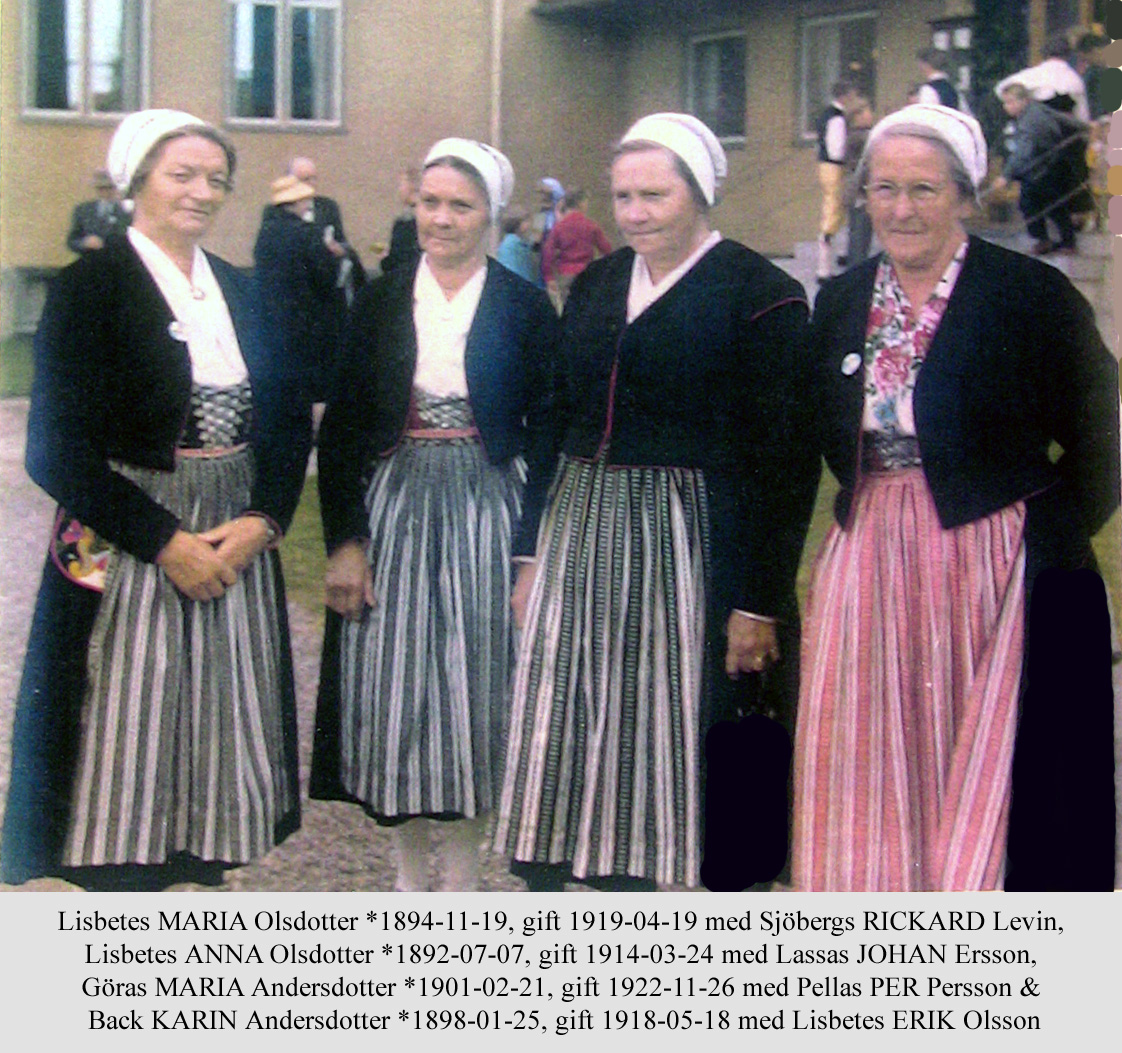 Lisbetes MARIA Olsdotter *1894-11-19, gift 1919-04-19 med Sjöbergs RICKARD Levin,
Lisbetes ANNA Olsdotter *1892-07-07, gift 1914-03-24 med Lassas JOHAN Ersson,
Göras MARIA Andersdotter *1901-02-21, gift 1922-11-26 med Pellas PER Persson &
Back KARIN Andersdotter *1898-01-25, gift 1918-05-18 med Lisbetes ERIK Olsson